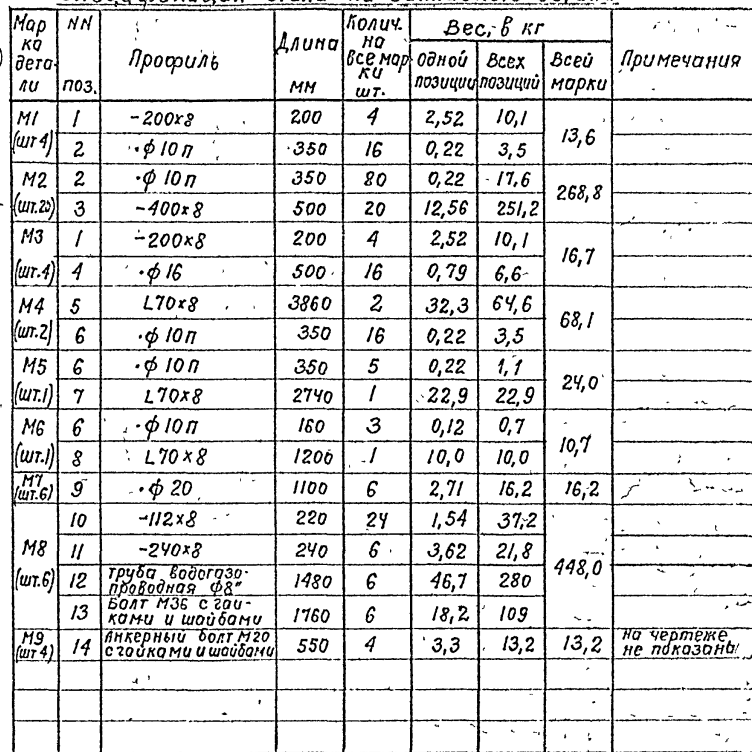 Мар ка дета ли | NN поз. | Профиль | Длина мм | Колич. на все мар ки шт. | Вес, в кг | Примечания
одной позиции | всех позиций | Всей марки
М1 (шт 4) | 1 | -200х8 | 200 | 4 | 2,52 | 10,1 | 13,6
2 | ·ф 10 п | ·350 | 16 | 0,22 | 3,5
М2 (шт.20) | 2 | ·ф 10 п | 350 | 80 | 0,22 | 17,6 | 268,8
3 | -400х8 | 500 | 20 | 12,56 | 251,2
М3 (шт.4) | 1 | -200х8 | 200 | 4 | 2,52 | 10,1 | 16,7
4 | ·ф 16 | 500 | 16 | 0,79 | 6,6
М4 (шт.2) | 5 | L70х8 | 3860 | 2 | 32,3 | 64,6 | 68,1
6 | ·ф 10 п | 350 | 16 | 0,22 | 3,5
М5 (шт.1) | 6 | ·ф 10 п | 350 | 5 | 0,22 | 1,1 | 24,0
7 | L70х8 | 2740 | 1 | 22,9 | 22,9
М6 (шт.1) | 6 | ·ф 10 п | 160 | 3 | 0,12 | 0,7 | 10,7
8 | L70х8 | 1200 | 1 | 10,0 | 10,0
М7 (шт.6) | 9 | ·ф 20 | 1100 | 6 | 2,71 | 16,2 | 16,2
М8 (шт.6) | 10 | -112х8 | 220 | 24 | 1,54 | 37,2 | 448,0
11 | -240х8 | 240 | 6 | 3,62 | 21,8
12 | труба водогазо- проводная Ф8" | 1480 | 6 | 46,7 | 280
13 | Болт М36 с гай- ками и шайбами | 1760 | 6 | 18,2 | 109
М9 (шт 4) | 14 | Анкерный болт М20 с гайками и шайбами | 550 | 4 | 3,3 | 13,2 | 13,2 | на чертеже не показаны